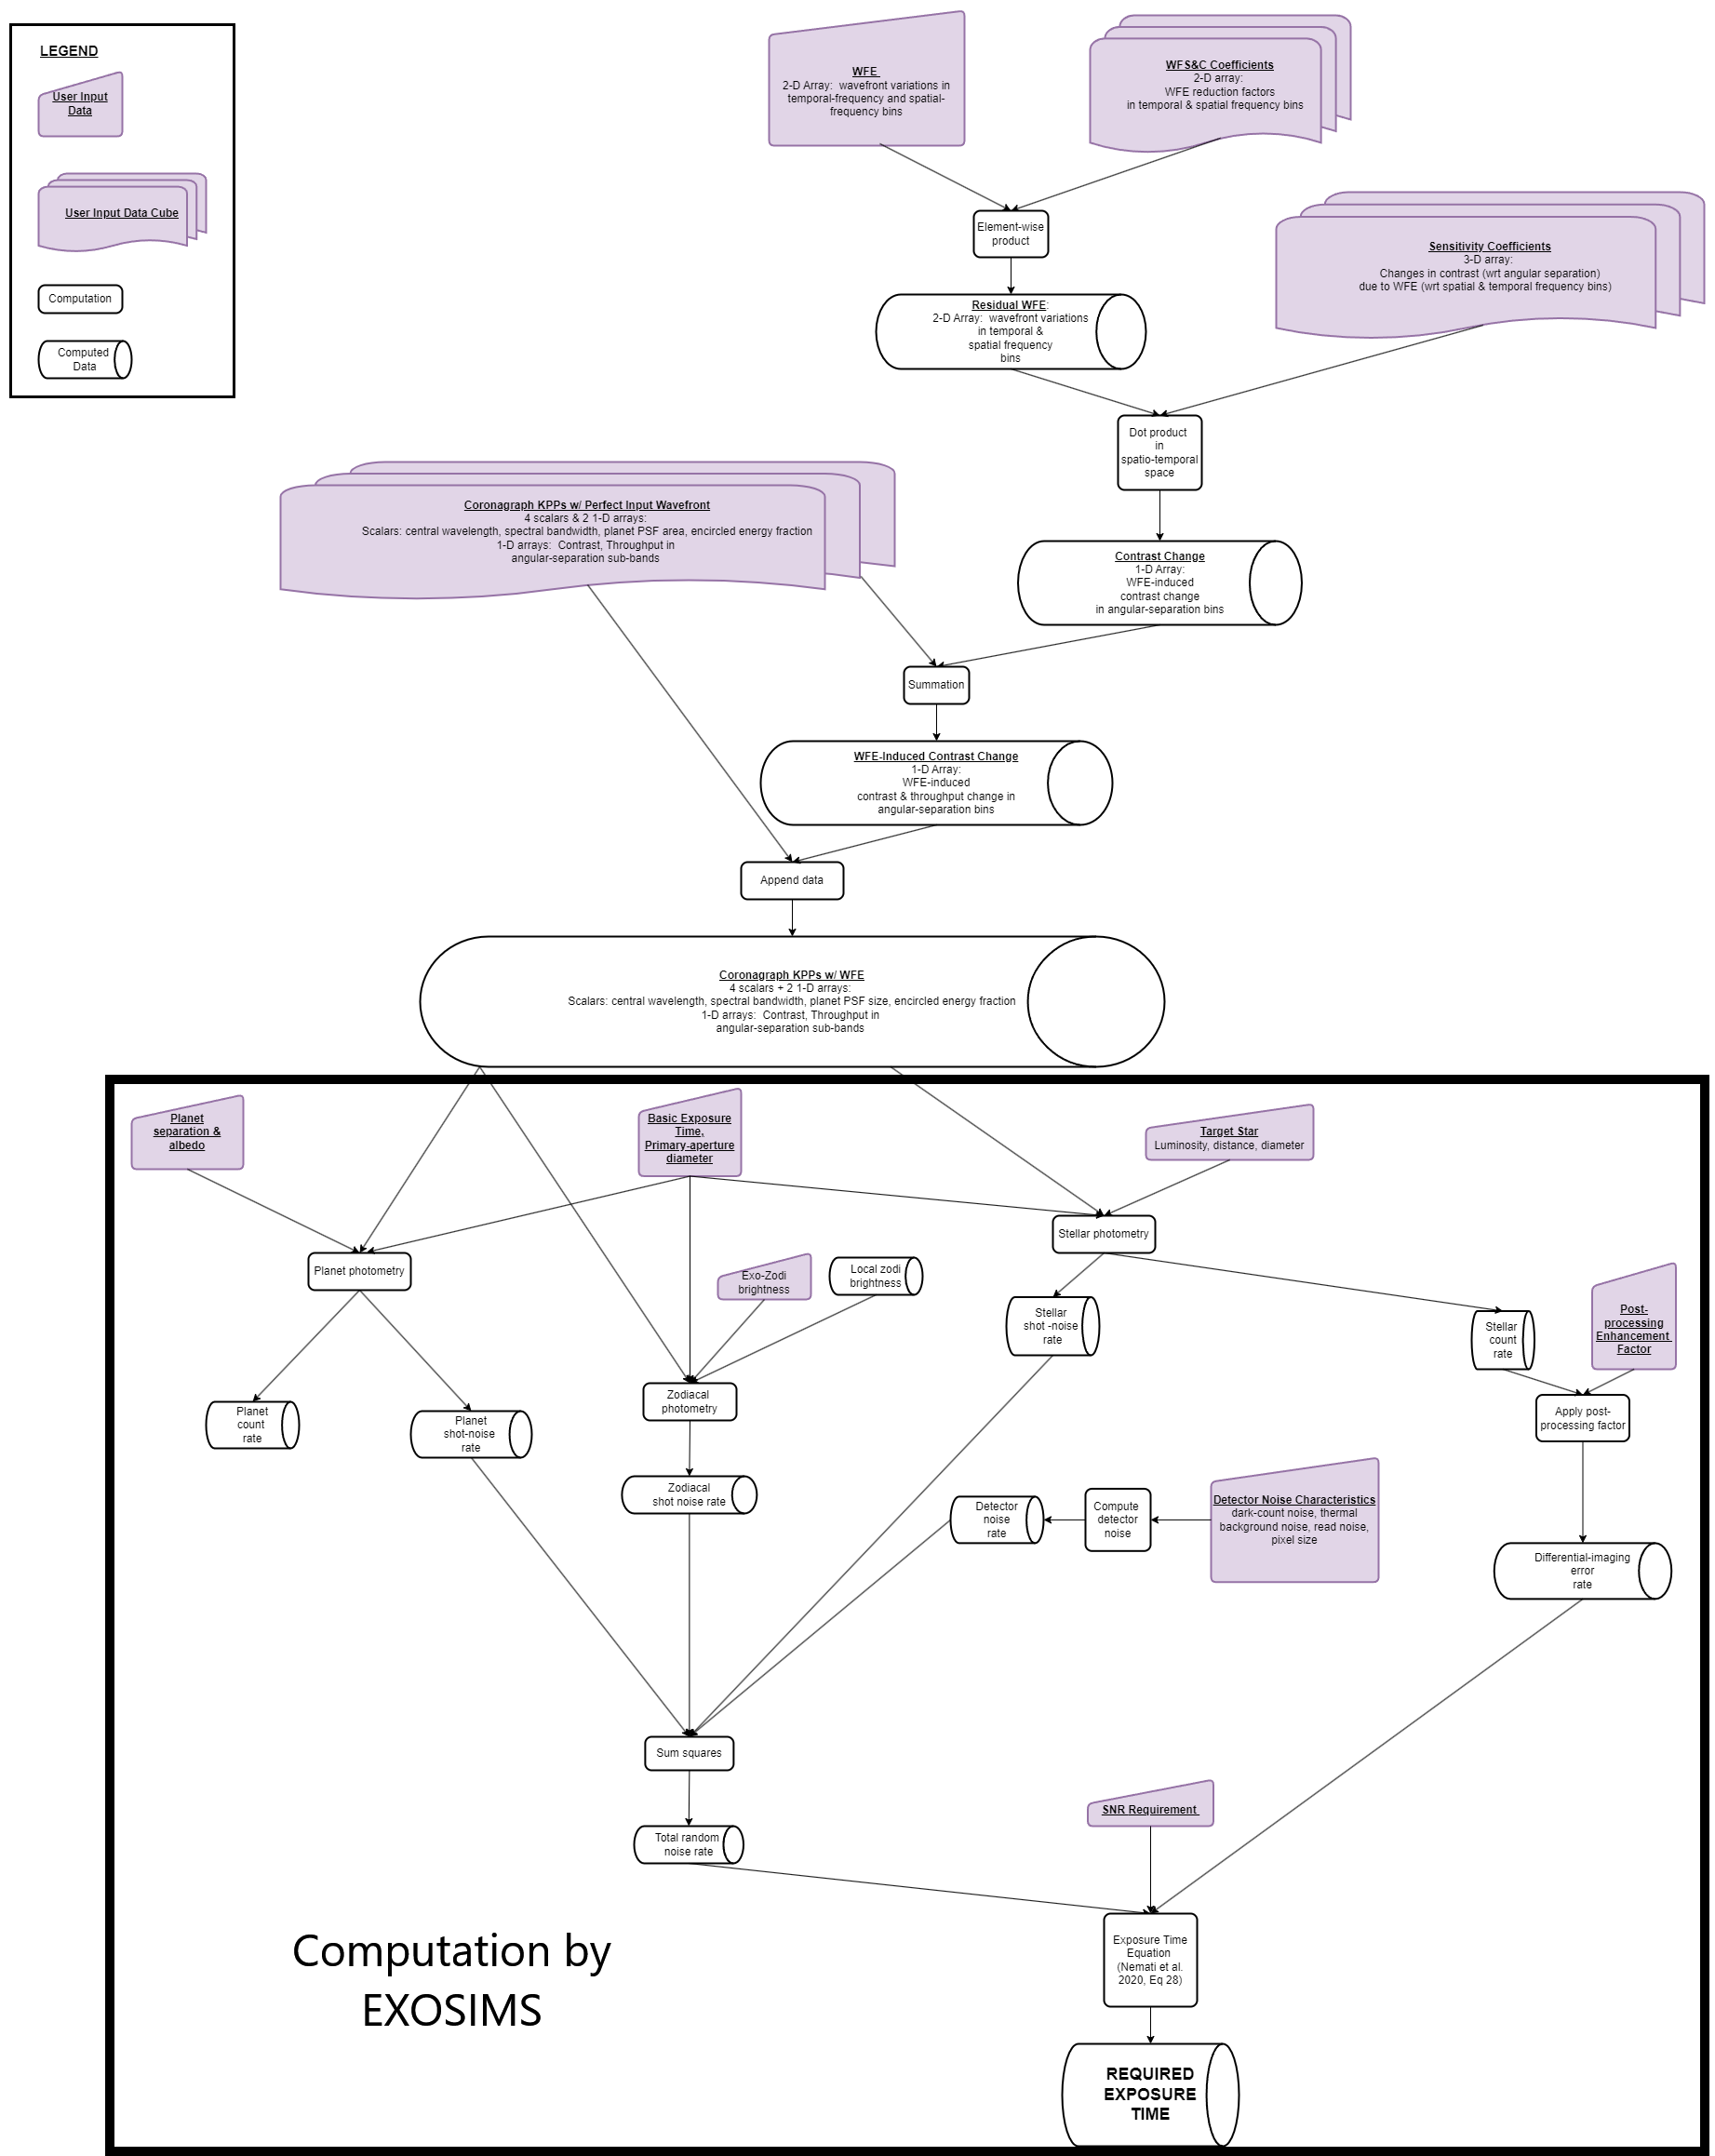 LEGEND
User Input
Data
User Input Data Cube
Computation
Computed
Data
WFE
2-D Array:  wavefront variations in
temporal-frequency and spatial-
frequency bins
WFS&C Coefficients
2-D array:
WFE reduction factors
in temporal & spatial frequency bins
Element-wise
product
Sensitivity Coefficients
3-D array:
Changes in contrast (wrt angular separation)
due to WFE (wrt spatial & temporal frequency bins)
Residual WFE:
2-D Array:  wavefront variations
in temporal &
spatial frequency
bins
Dot product
in
spatio-temporal
space
Coronagraph KPPs w/ Perfect Input Wavefront
4 scalars & 2 1-D arrays:
Scalars: central wavelength, spectral bandwidth, planet PSF area, encircled energy fraction
1-D arrays:  Contrast, Throughput in
angular-separation sub-bands
Contrast Change
1-D Array:
WFE-induced
contrast change
in angular-separation bins
Summation
WFE-Induced Contrast Change
1-D Array:
WFE-induced
contrast & throughput change in
angular-separation bins
Append data
Coronagraph KPPs w/ WFE
4 scalars + 2 1-D arrays:
Scalars: central wavelength, spectral bandwidth, planet PSF size, encircled energy fraction
1-D arrays:  Contrast, Throughput in
angular-separation sub-bands
Planet
separation &
albedo
Basic Exposure
Time,
Primary-aperture
diameter
Target Star
Luminosity, distance, diameter
Stellar photometry
Planet photometry
Exo-Zodi
brightness
Local zodi
brightness
Stellar
shot -noise
rate
Stellar
count
rate
Post-
processing
Enhancement
Factor
Planet
count
rate
Planet
shot-noise
rate
Zodiacal
photometry
Apply post-
processing factor
Zodiacal
shot noise rate
Detector
noise
rate
Compute
detector
noise
Detector Noise Characteristics
dark-count noise, thermal
background noise, read noise,
pixel size
Differential-imaging
error
rate
Sum squares
SNR Requirement
Total random
noise rate
Computation by
EXOSIMS
Exposure Time
Equation
(Nemati et al.
2020, Eq 28)
REQUIRED
EXPOSURE
TIME